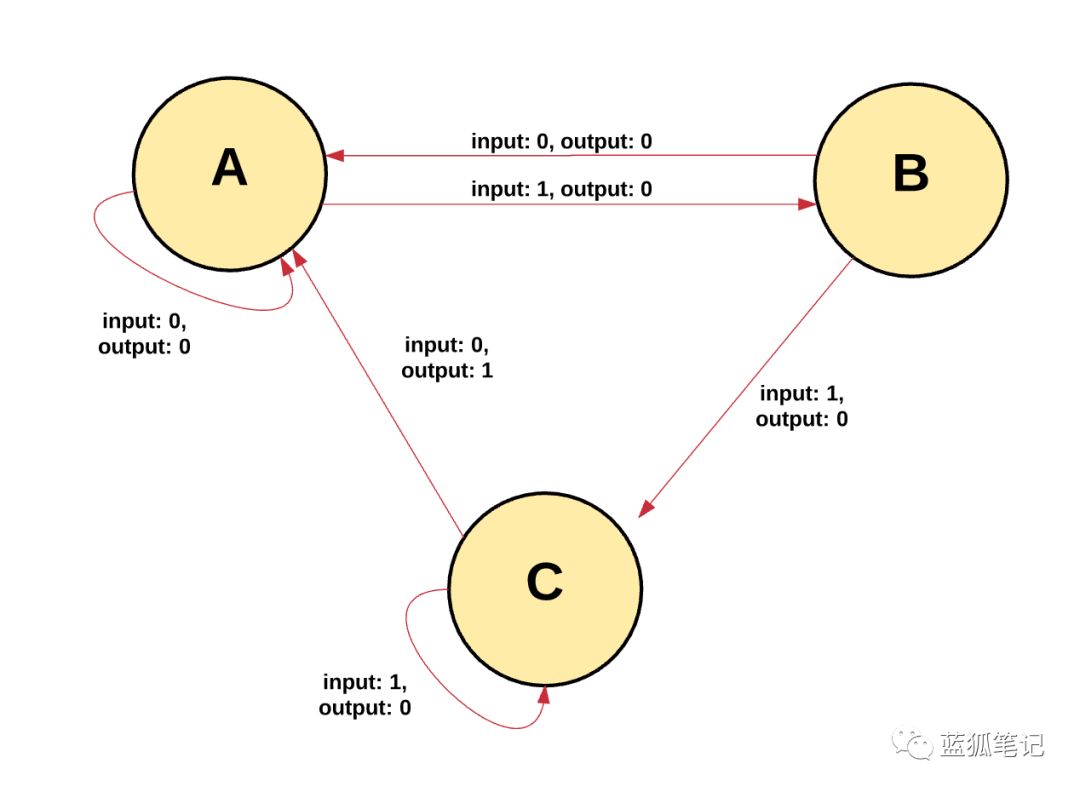 A
B
input: 0, output: 0
input: 1, output: 0
input: 0,
output: 0
input: 0,
output: 1
input: 1,
output: 0
C
input: 1,
output: 0
蓝狐笔记